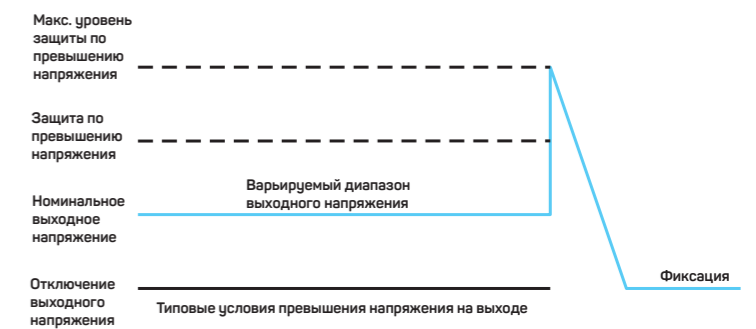 Макс. уровень
защиты по
превышению
напряжения
Защита по
превышению
напряжения
Варьируемый диапазон
выходного напряжения
Номинальное
выходное
напряжение
Фиксация
Отключение
выходного
напряжения
Типовые условия превышения напряжения на выходе